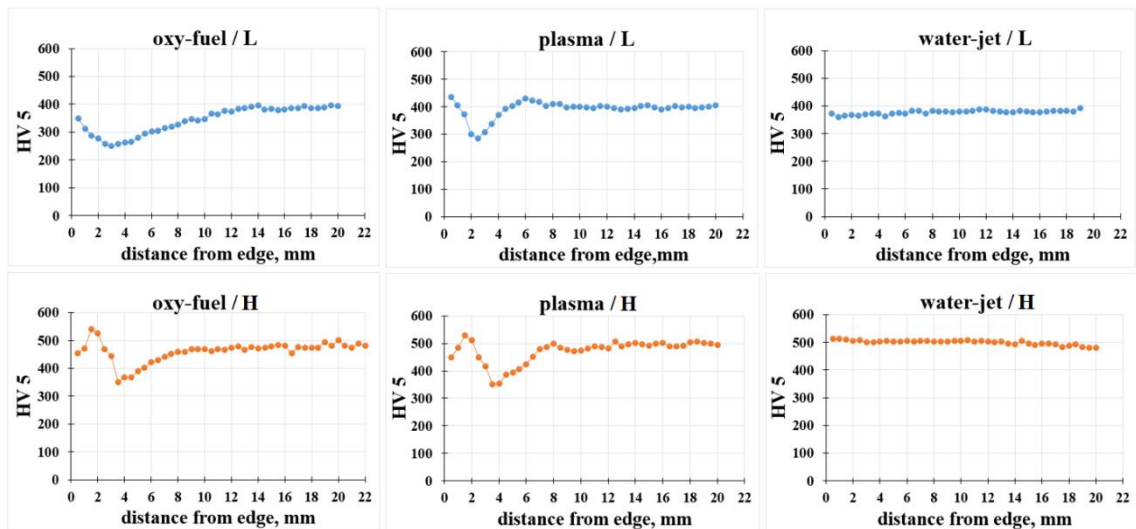 oxy-fuel / L
600
500
400
300
200
100
0
HV 5
0 2 4 6 8 10 12 14 16 18 20 22
distance from edge, mm
plasma / L
600
500
400
300
200
100
0
HV 5
0 2 4 6 8 10 12 14 16 18 20 22
distance from edge,mm
water-jet / L
600
500
400
300
200
100
0
HV 5
0 2 4 6 8 10 12 14 16 18 20 22
distance from edge, mm
oxy-fuel / H
600
500
400
300
200
100
0
HV 5
0 2 4 6 8 10 12 14 16 18 20 22
distance from edge, mm
plasma / H
600
500
400
300
200
100
0
HV 5
0 2 4 6 8 10 12 14 16 18 20 22
distance from edge, mm
water-jet / H
600
500
400
300
200
100
0
HV 5
0 2 4 6 8 10 12 14 16 18 20 22
distance from edge, mm